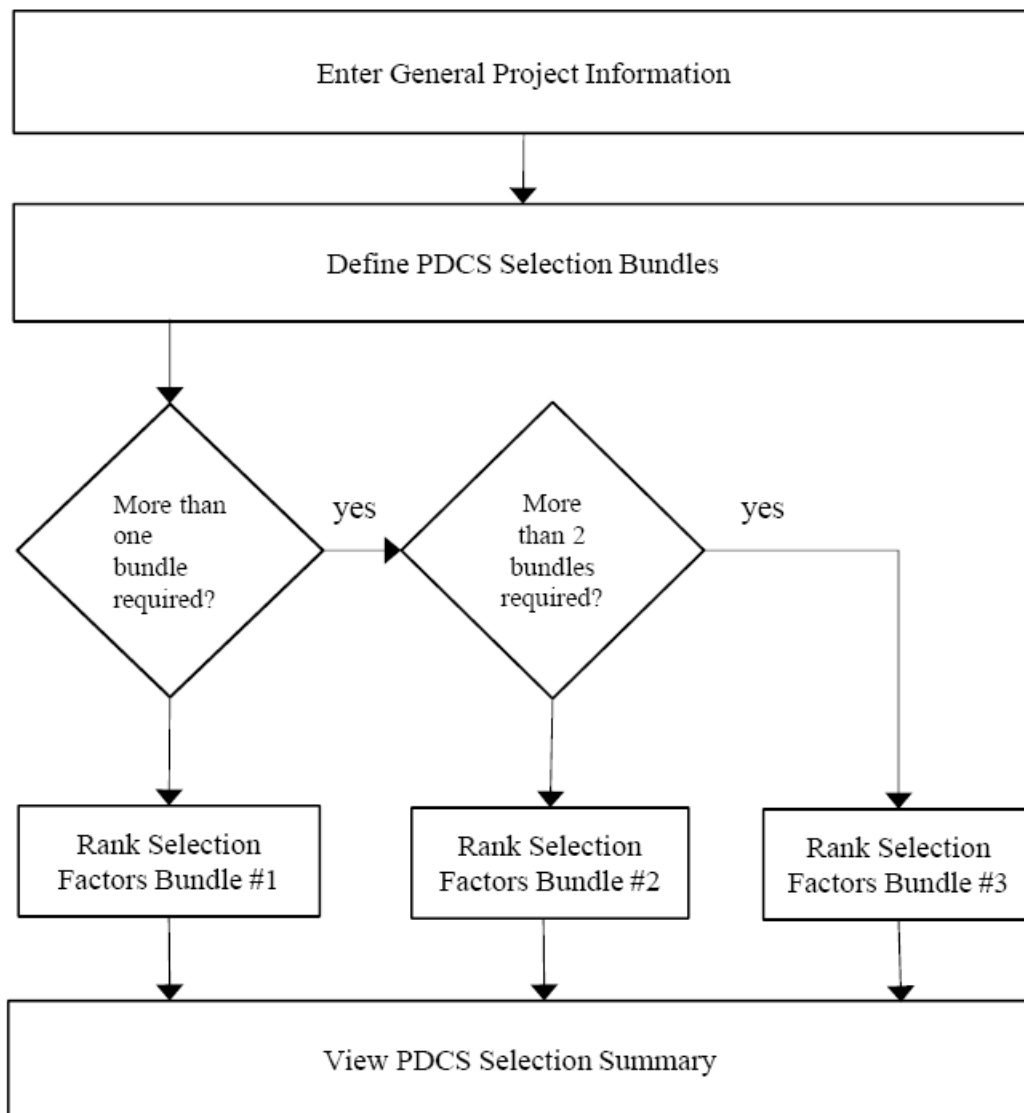 Enter General Project Information
Define PDCS Selection Bundles
More than
one
bundle
required?
yes
More
than 2
bundles
required?
yes
Rank Selection
Factors Bundle #1
Rank Selection
Factors Bundle #2
Rank Selection
Factors Bundle #3
View PDCS Selection Summary